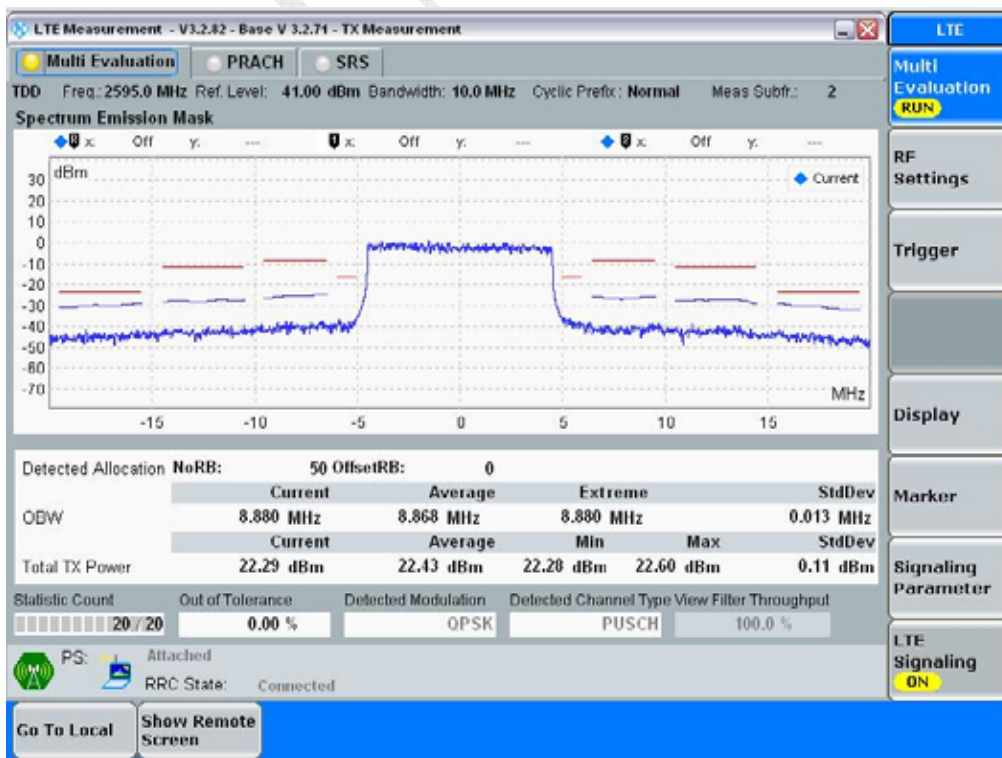 LTE Measurement - V3.2.82 - Base V 3.2.71 - TX Measurement
LTE
Multi Evaluation PRACH SRS
TDD Freq.: 2595.0 MHz Ref. Level: 41.00 dBm Bandwidth: 10.0 MHz Cyclic Prefix: Normal Meas Subfr.: 2
Spectrum Emission Mask
x: Off y: --- 1 x: Off y: --- 2 x: Off y: ---
dBm
Current
30
20
10
0
-10
-20
-30
-40
-50
-60
-70
MHz
-15 -10 -5 0 5 10 15
Detected Allocation NoRB: 50 OffsetRB: 0
Current Average Extreme StdDev
OBW 8.880 MHz 8.868 MHz 8.880 MHz 0.013 MHz
Current Average Min Max StdDev
Total TX Power 22.29 dBm 22.43 dBm 22.28 dBm 22.60 dBm 0.11 dBm
Statistic Count Out of Tolerance Detected Modulation Detected Channel Type View Filter Throughput
20 / 20 0.00 % QPSK PUSCH 100.0 %
PS: Attached
RRC State: Connected
Go To Local
Show Remote
Screen
Multi
Evaluation
RUN
RF
Settings
Trigger
Display
Marker
Signaling
Parameter
LTE
Signaling
ON